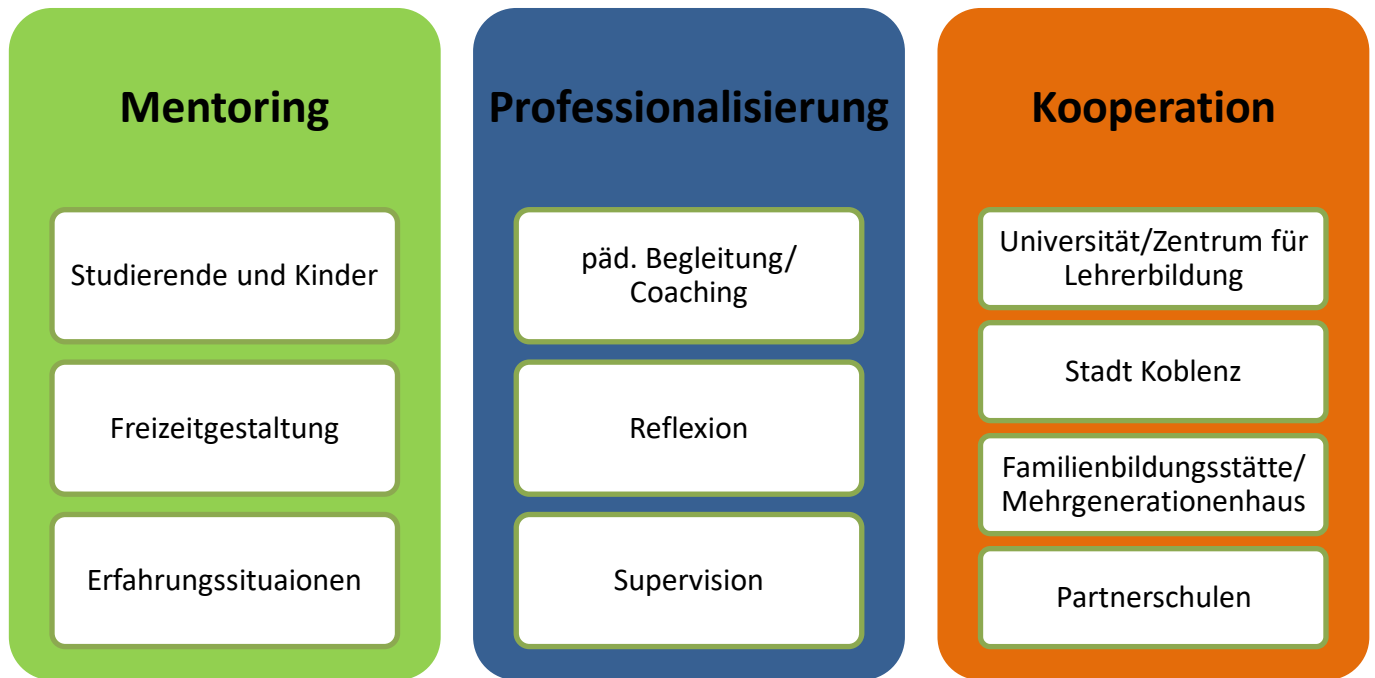 Mentoring
Studierende und Kinder
Freizeitgestaltung
Erfahrungssituaionen
Professionalisierung
päd. Begleitung/
Coaching
Reflexion
Supervision
Kooperation
Universität/Zentrum für
Lehrerbildung
Stadt Koblenz
Familienbildungsstätte/
Mehrgenerationenhaus
Partnerschulen